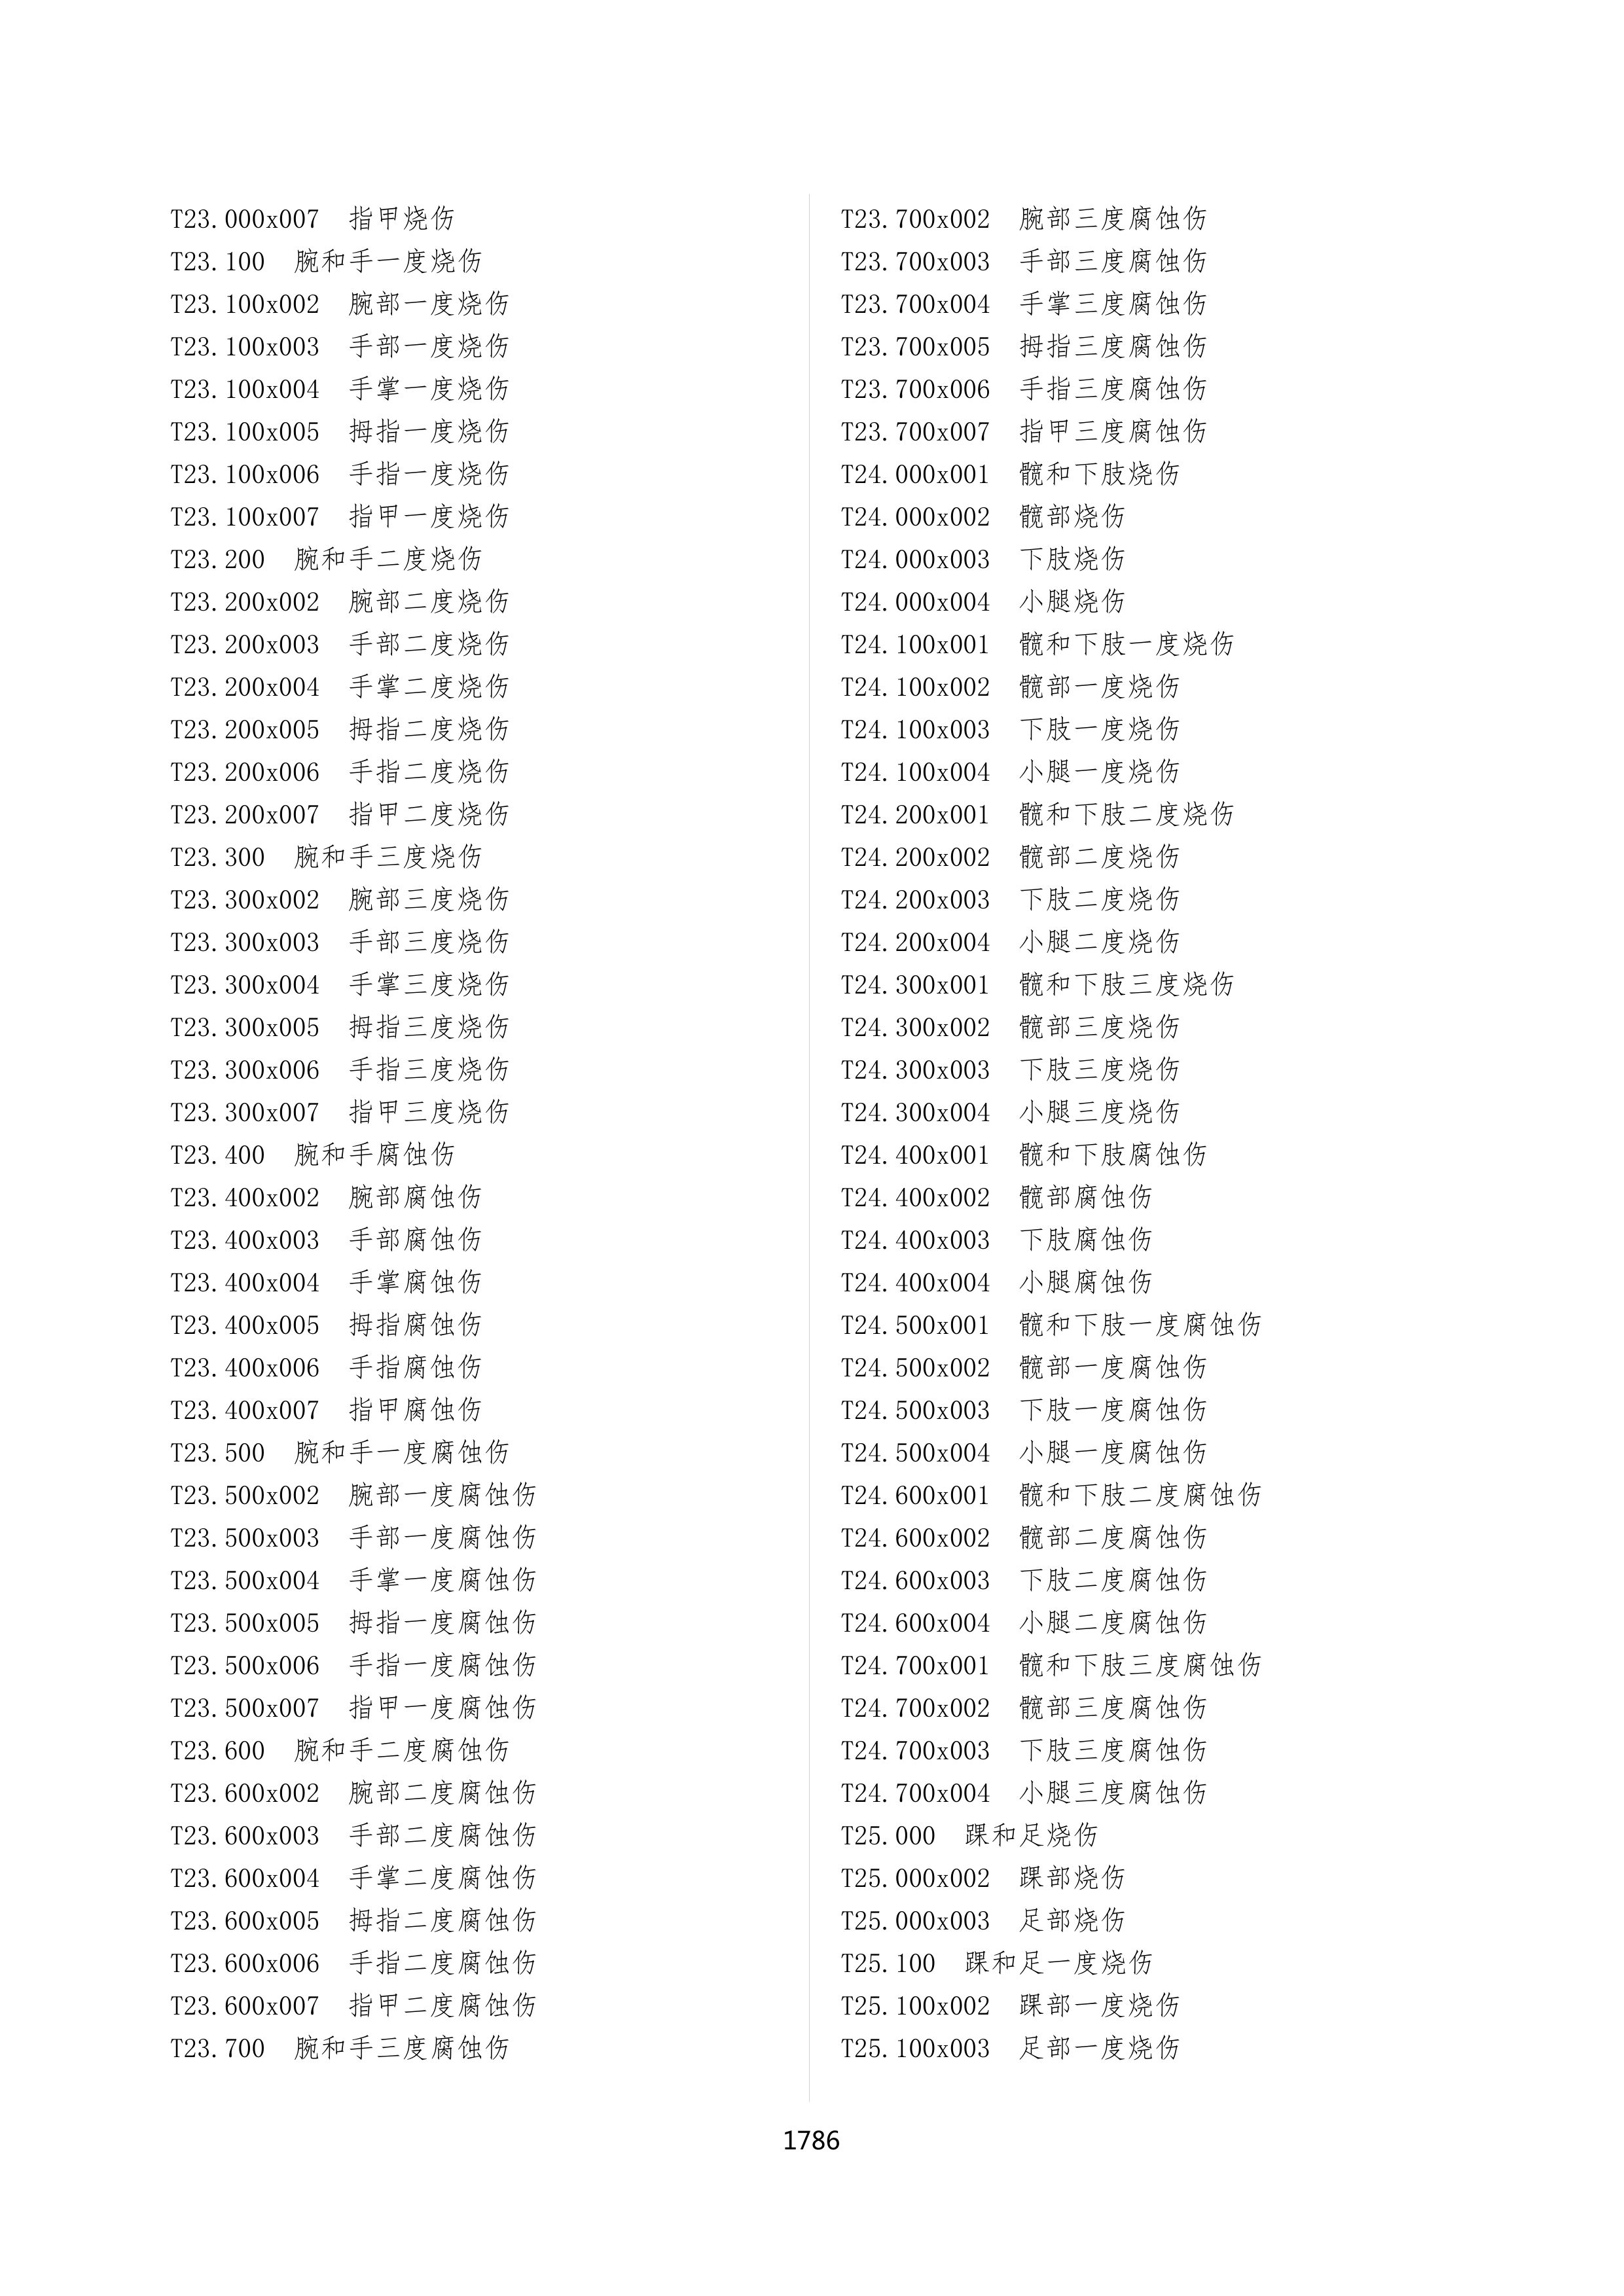 T23.000x007 指甲烧伤
T23.100 腕和手一度烧伤
T23.100x002 腕部一度烧伤
T23.100x003 手部一度烧伤
T23.100x004 手掌一度烧伤
T23.100x005 拇指一度烧伤
T23.100x006 手指一度烧伤
T23.100x007 指甲一度烧伤
T23.200 腕和手二度烧伤
T23.200x002 腕部二度烧伤
T23.200x003 手部二度烧伤
T23.200x004 手掌二度烧伤
T23.200x005 拇指二度烧伤
T23.200x006 手指二度烧伤
T23.200x007 指甲二度烧伤
T23.300 腕和手三度烧伤
T23.300x002 腕部三度烧伤
T23.300x003 手部三度烧伤
T23.300x004 手掌三度烧伤
T23.300x005 拇指三度烧伤
T23.300x006 手指三度烧伤
T23.300x007 指甲三度烧伤
T23.400 腕和手腐蚀伤
T23.400x002 腕部腐蚀伤
T23.400x003 手部腐蚀伤
T23.400x004 手掌腐蚀伤
T23.400x005 拇指腐蚀伤
T23.400x006 手指腐蚀伤
T23.400x007 指甲腐蚀伤
T23.500 腕和手一度腐蚀伤
T23.500x002 腕部一度腐蚀伤
T23.500x003 手部一度腐蚀伤
T23.500x004 手掌一度腐蚀伤
T23.500x005 拇指一度腐蚀伤
T23.500x006 手指一度腐蚀伤
T23.500x007 指甲一度腐蚀伤
T23.600 腕和手二度腐蚀伤
T23.600x002 腕部二度腐蚀伤
T23.600x003 手部二度腐蚀伤
T23.600x004 手掌二度腐蚀伤
T23.600x005 拇指二度腐蚀伤
T23.600x006 手指二度腐蚀伤
T23.600x007 指甲二度腐蚀伤
T23.700 腕和手三度腐蚀伤
T23.700x002 腕部三度腐蚀伤
T23.700x003 手部三度腐蚀伤
T23.700x004 手掌三度腐蚀伤
T23.700x005 拇指三度腐蚀伤
T23.700x006 手指三度腐蚀伤
T23.700x007 指甲三度腐蚀伤
T24.000x001 髋和下肢烧伤
T24.000x002 髋部烧伤
T24.000x003 下肢烧伤
T24.000x004 小腿烧伤
T24.100x001 髋和下肢一度烧伤
T24.100x002 髋部一度烧伤
T24.100x003 下肢一度烧伤
T24.100x004 小腿一度烧伤
T24.200x001 髋和下肢二度烧伤
T24.200x002 髋部二度烧伤
T24.200x003 下肢二度烧伤
T24.200x004 小腿二度烧伤
T24.300x001 髋和下肢三度烧伤
T24.300x002 髋部三度烧伤
T24.300x003 下肢三度烧伤
T24.300x004 小腿三度烧伤
T24.400x001 髋和下肢腐蚀伤
T24.400x002 髋部腐蚀伤
T24.400x003 下肢腐蚀伤
T24.400x004 小腿腐蚀伤
T24.500x001 髋和下肢一度腐蚀伤
T24.500x002 髋部一度腐蚀伤
T24.500x003 下肢一度腐蚀伤
T24.500x004 小腿一度腐蚀伤
T24.600x001 髋和下肢二度腐蚀伤
T24.600x002 髋部二度腐蚀伤
T24.600x003 下肢二度腐蚀伤
T24.600x004 小腿二度腐蚀伤
T24.700x001 髋和下肢三度腐蚀伤
T24.700x002 髋部三度腐蚀伤
T24.700x003 下肢三度腐蚀伤
T24.700x004 小腿三度腐蚀伤
T25.000 踝和足烧伤
T25.000x002 踝部烧伤
T25.000x003 足部烧伤
T25.100 踝和足一度烧伤
T25.100x002 踝部一度烧伤
T25.100x003 足部一度烧伤
1786